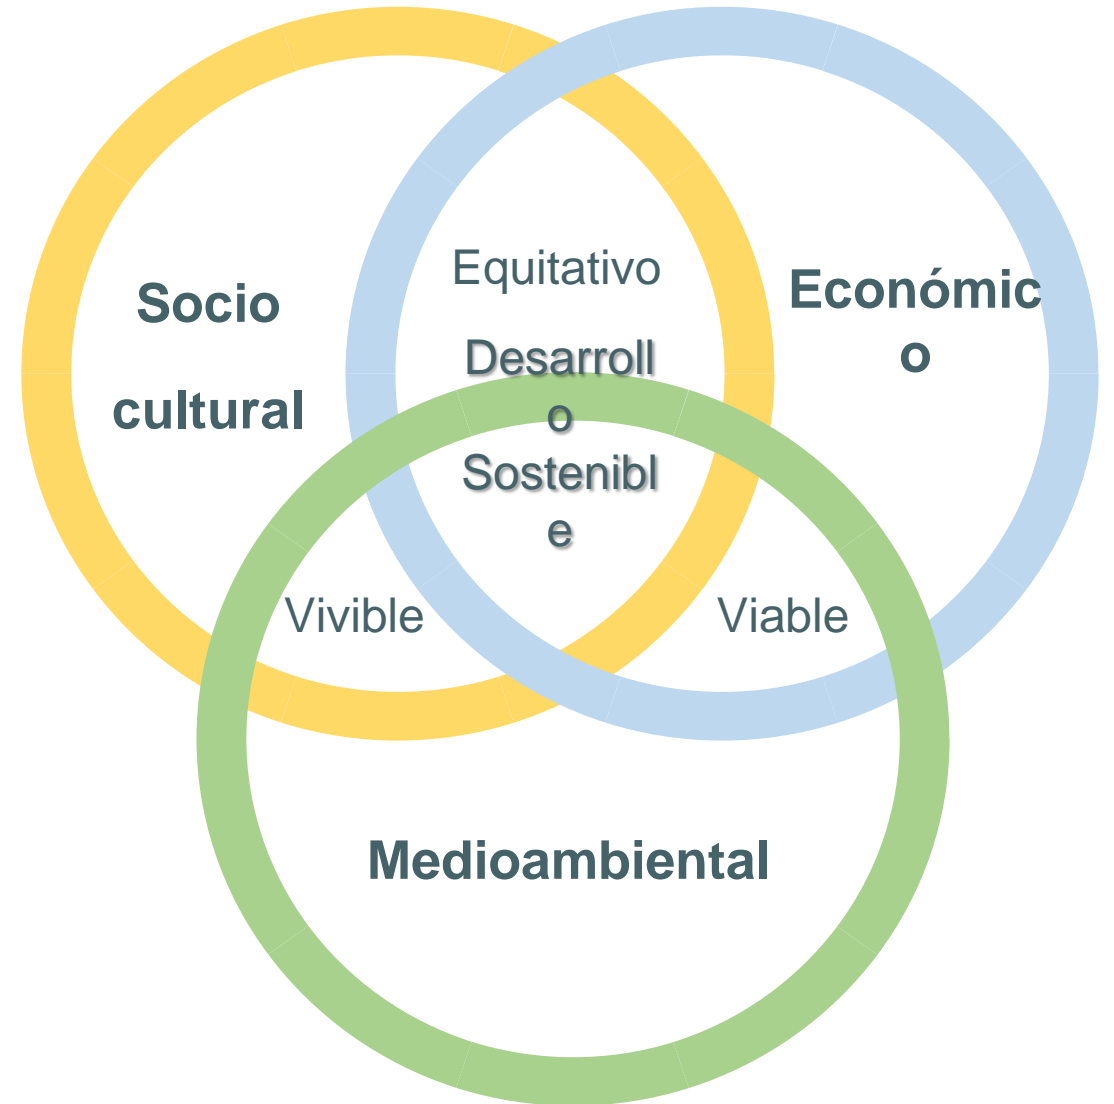 Socio
cultural
Equitativo
Económic
o
Desarroll
o
Sostenibl
e
Vivible
Viable
Medioambiental